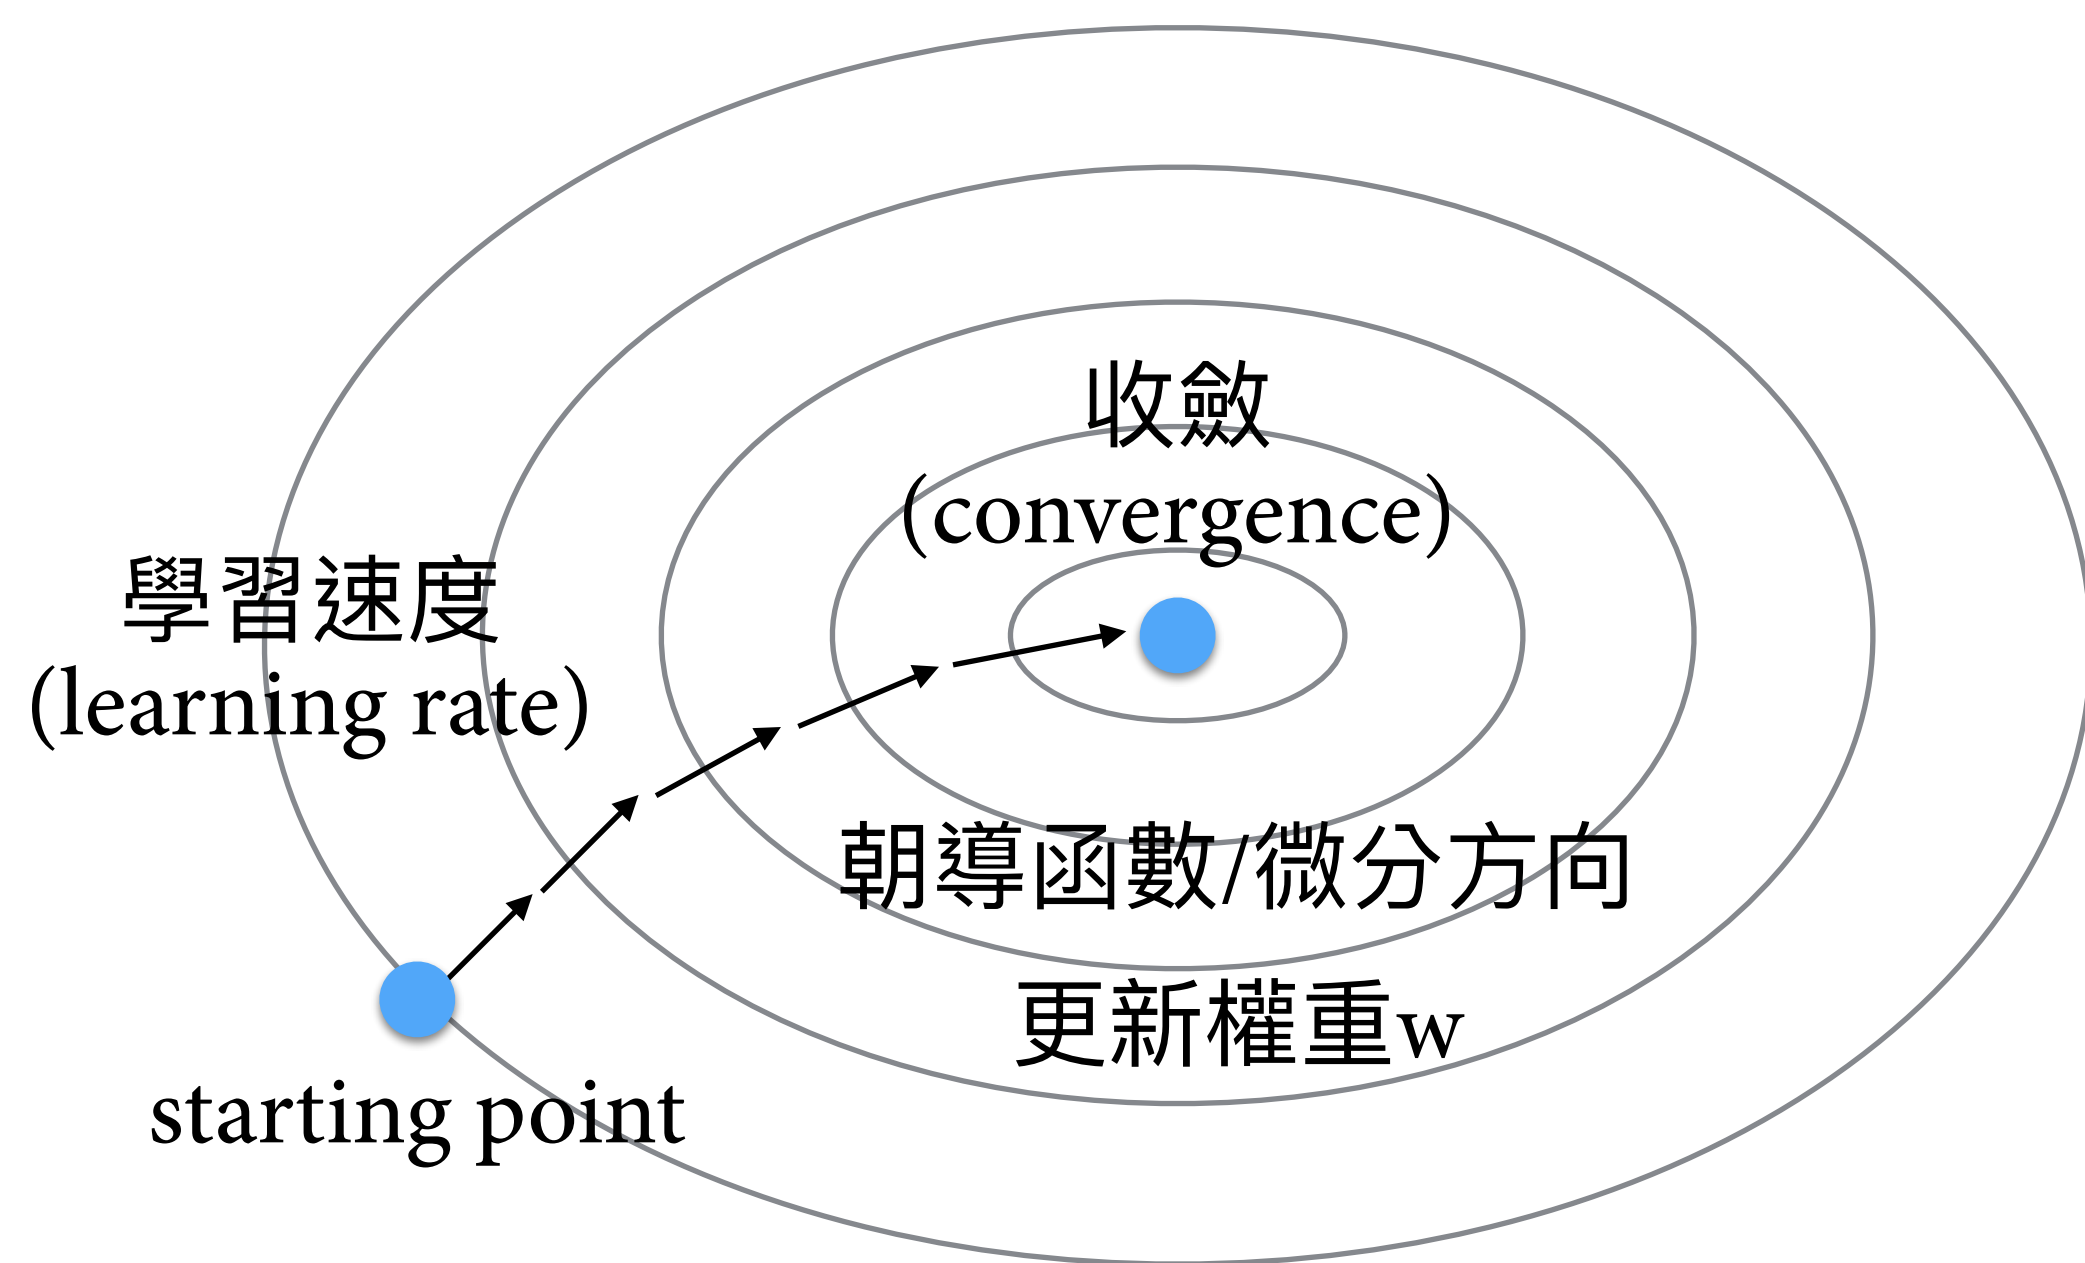 收斂
(convergence)
學習速度
(learning rate)
朝導函數/微分方向
更新權重w
starting point